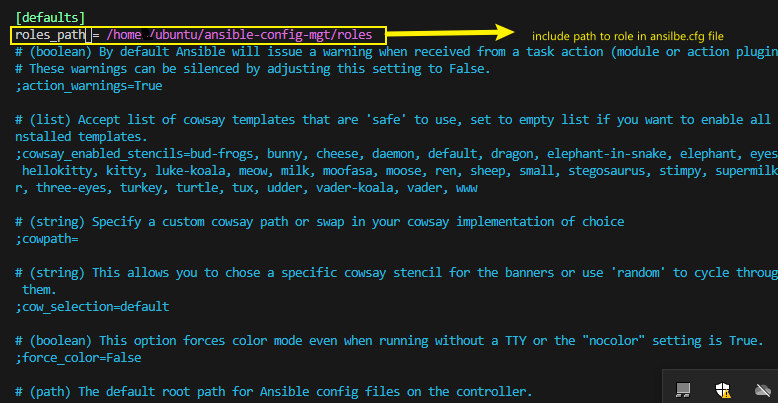 [defaults]
roles_path = /home /ubuntu/ansible-config-mgt/roles
include path to role in ansilbe.cfg file
# (boolean) By default Ansible will issue a warning when received from a task action (module or action plugin
# These warnings can be silenced by adjusting this setting to False.
;action_warnings=True
# (list) Accept list of cowsay templates that are 'safe' to use, set to empty list if you want to enable all
nstalled templates.
;cowsay_enabled_stencils=bud-frogs, bunny, cheese, daemon, default, dragon, elephant-in-snake, elephant, eyes
hellokitty, kitty, luke-koala, meow, milk, moofasa, moose, ren, sheep, small, stegosaurus, stimpy, supermilk
r, three-eyes, turkey, turtle, tux, udder, vader-koala, vader, www
# (string) Specify a custom cowsay path or swap in your cowsay implementation of choice
;cowpath=
# (string) This allows you to chose a specific cowsay stencil for the banners or use 'random' to cycle throug
them.
;cow_selection=default
# (boolean) This option forces color mode even when running without a TTY or the "nocolor" setting is True.
;force_color=False
# (path) The default root path for Ansible config files on the controller.